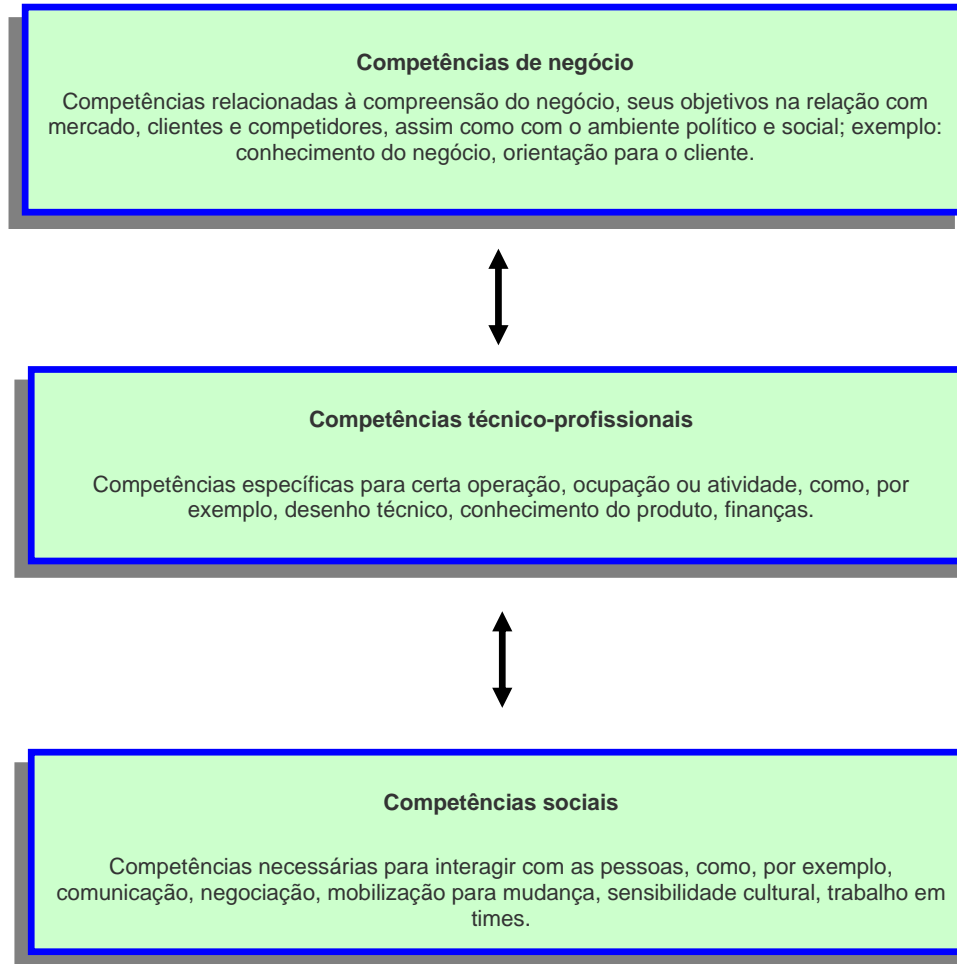 Competências de negócio
Competências relacionadas à compreensão do negócio, seus objetivos na relação com
mercado, clientes e competidores, assim como com o ambiente político e social; exemplo:
conhecimento do negócio, orientação para o cliente.
Competências técnico-profissionais
Competências específicas para certa operação, ocupação ou atividade, como, por
exemplo, desenho técnico, conhecimento do produto, finanças.
Competências sociais
Competências necessárias para interagir com as pessoas, como, por exemplo,
comunicação, negociação, mobilização para mudança, sensibilidade cultural, trabalho em
times.